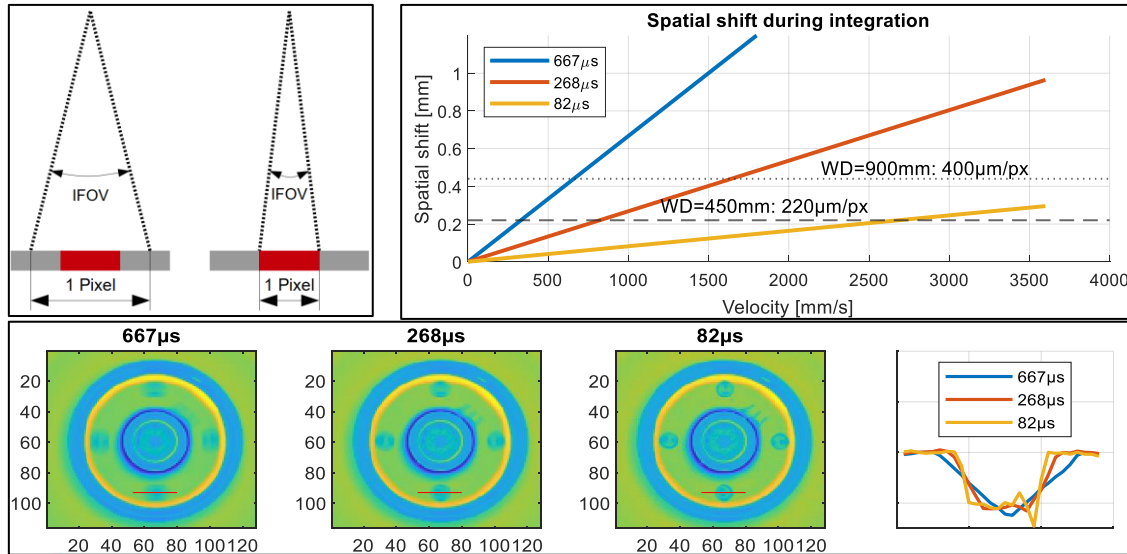 IFOV
IFOV
1 Pixel
1 Pixel
Spatial shift during integration
667µs
268µs
82µs
WD=900mm: 400µm/px
WD=450mm: 220µm/px
Spatial shift [mm]
1
0.8
0.6
0.4
0.2
0
0 500 1000 1500 2000 2500 3000 3500 4000
Velocity [mm/s]
667µs
20
40
60
80
100
20 40 60 80 100 120
268µs
20
40
60
80
100
20 40 60 80 100 120
82µs
20
40
60
80
100
20 40 60 80 100 120
667µs
268µs
82µs